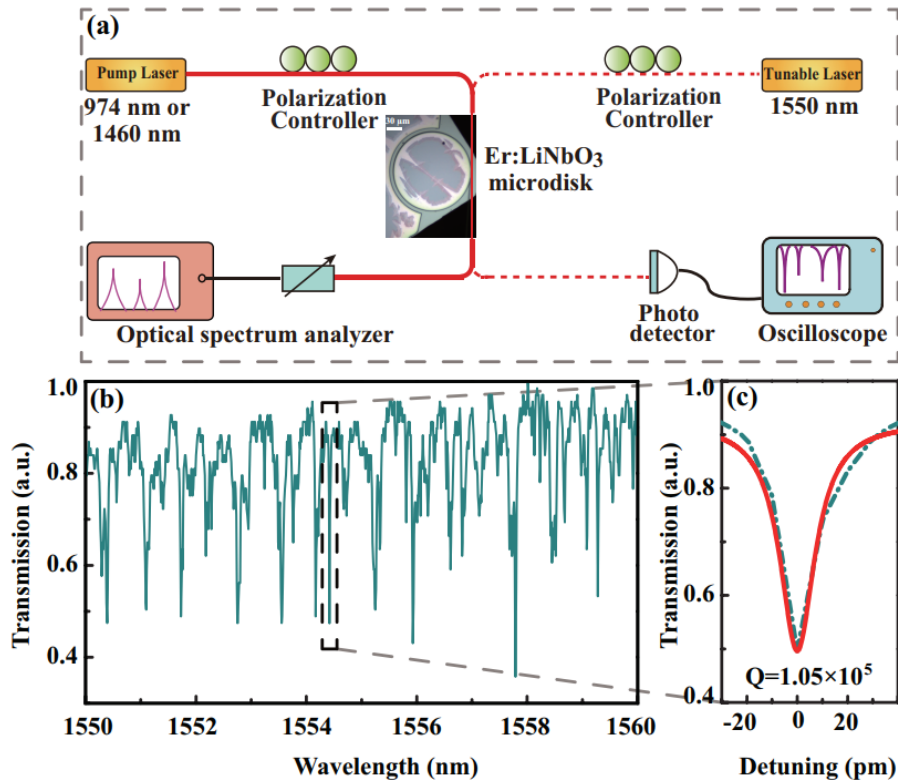 (a)
Pump Laser
974 nm or
1460 nm
Polarization
Controller
Polarization
Controller
Tunable Laser
1550 nm
30 μm
Er:LiNbO₃
microdisk
Optical spectrum analyzer
Photo
detector
Oscilloscope
(b)
1.0
0.8
0.6
0.4
Transmission (a.u.)
1550
1552
1554
1556
1558
1560
Wavelength (nm)
(c)
1.0
0.8
0.6
0.4
Transmission (a.u.)
Q=1.05×10⁵
-20
0
20
Detuning (pm)